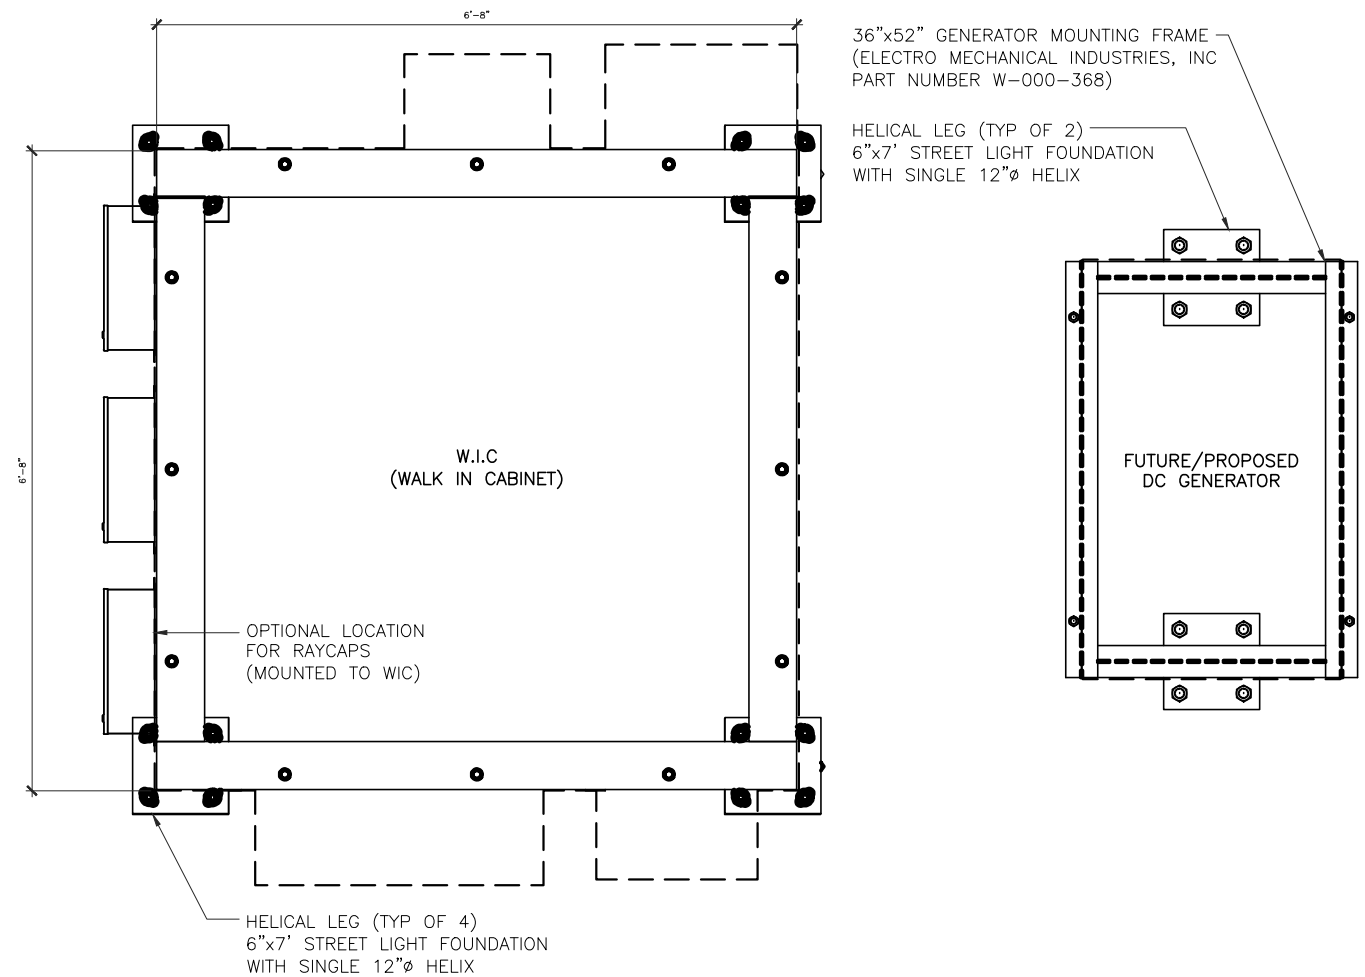 6'-8"
36"x52" GENERATOR MOUNTING FRAME
(ELECTRO MECHANICAL INDUSTRIES, INC
PART NUMBER W-000-368)
HELICAL LEG (TYP OF 2)
6"x7' STREET LIGHT FOUNDATION
WITH SINGLE 12"ø HELIX
6'-8"
W.I.C
(WALK IN CABINET)
FUTURE/PROPOSED
DC GENERATOR
OPTIONAL LOCATION
FOR RAYCAPS
(MOUNTED TO WIC)
HELICAL LEG (TYP OF 4)
6"x7' STREET LIGHT FOUNDATION
WITH SINGLE 12"ø HELIX